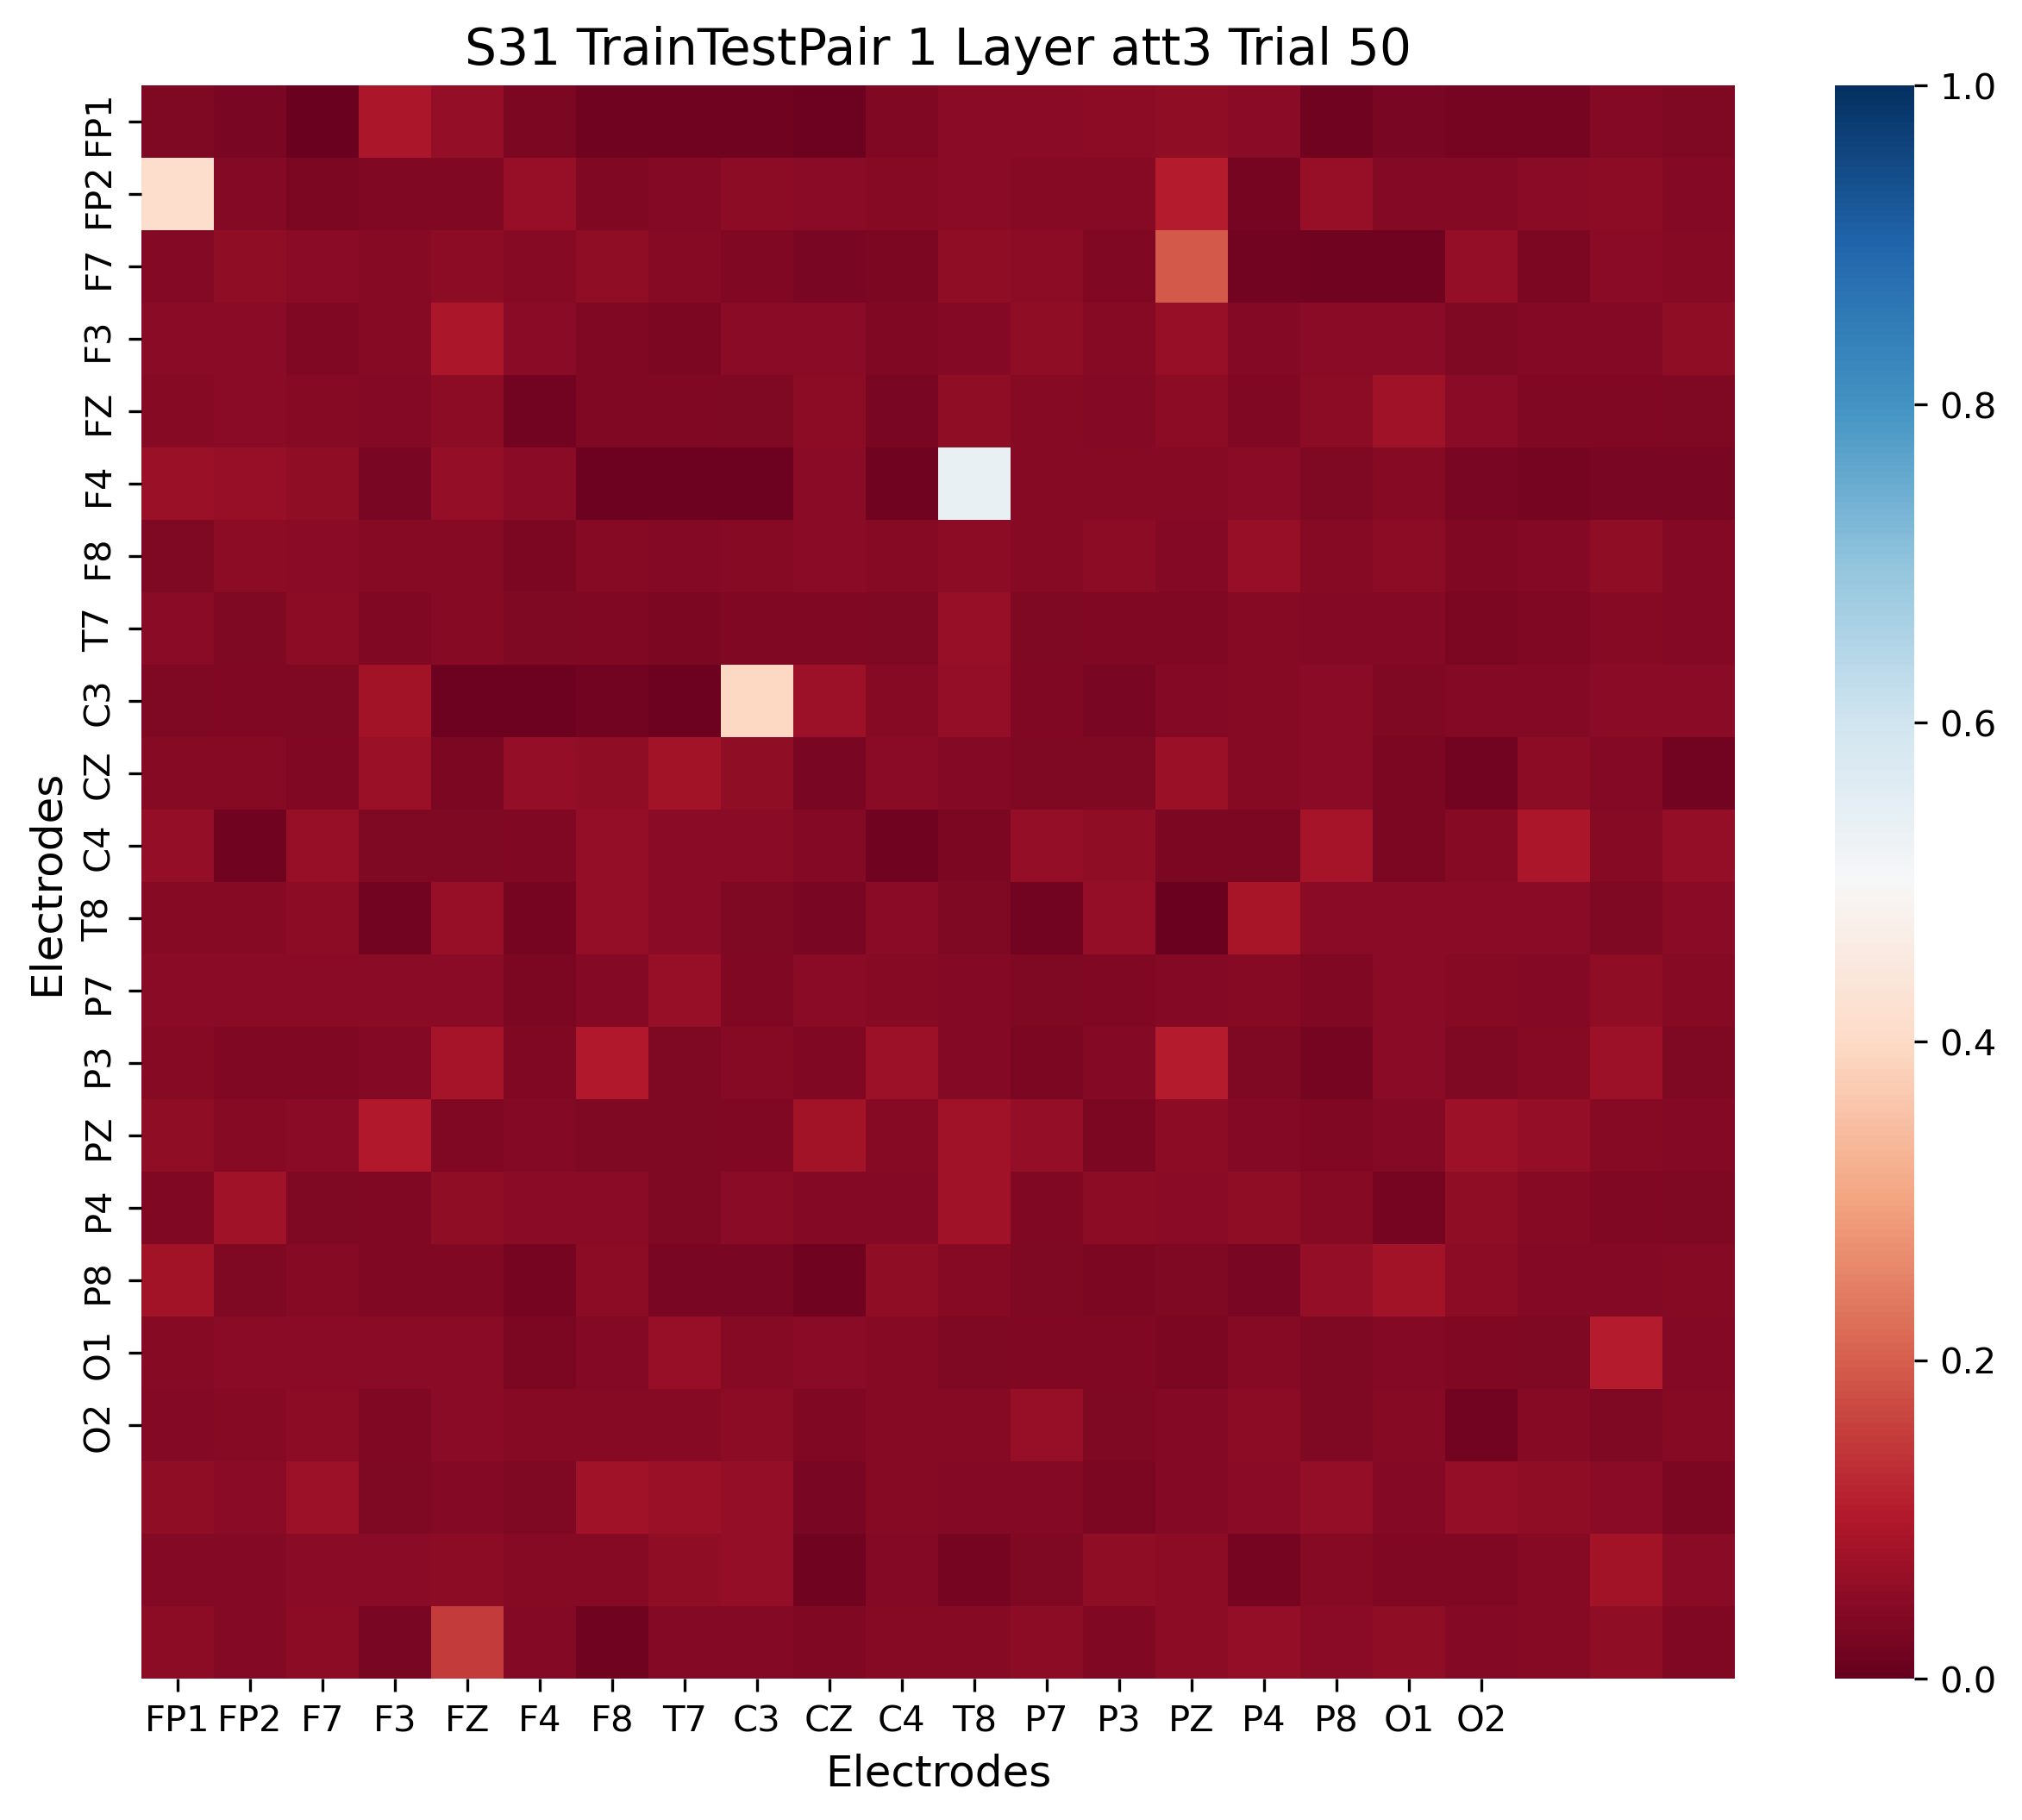 S31 TrainTestPair 1 Layer att3 Trial 50
Electrodes
FP1
FP2
F7
F3
FZ
F4
F8
T7
C3
CZ
C4
T8
P7
P3
PZ
P4
P8
O1
O2
FP1 FP2 F7 F3 FZ F4 F8 T7 C3 CZ C4 T8 P7 P3 PZ P4 P8 O1 O2
Electrodes
1.0
0.8
0.6
0.4
0.2
0.0